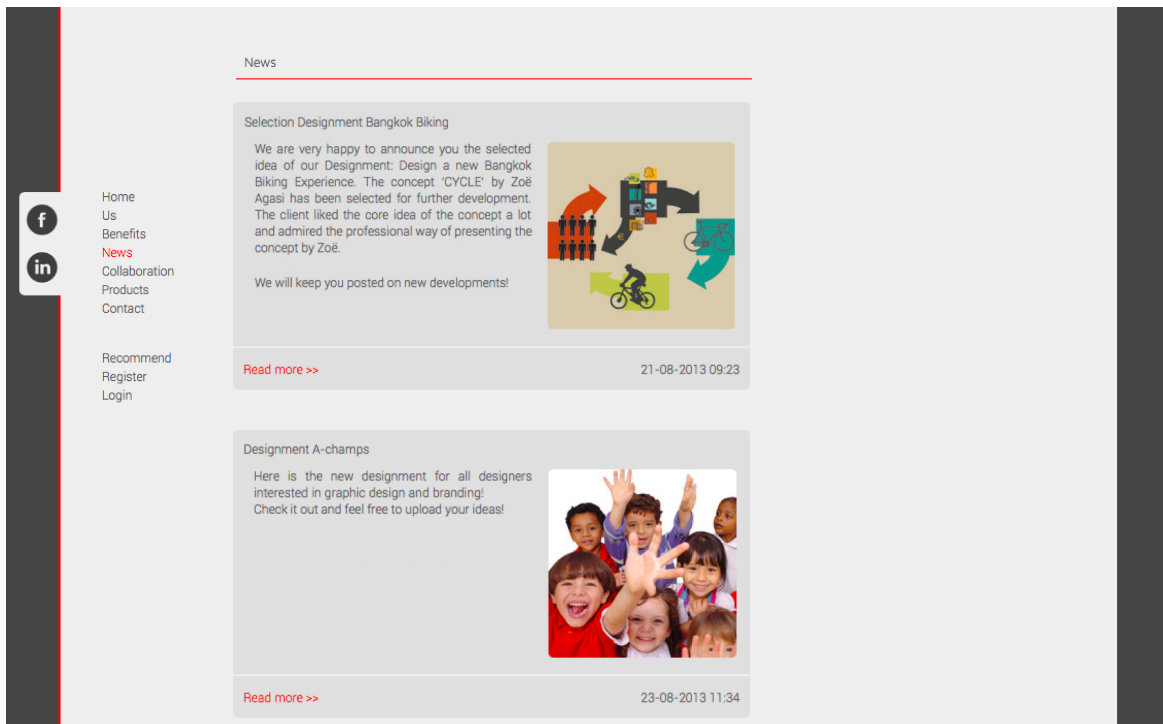 News
Selection Designment Bangkok Biking
We are very happy to announce you the selected
idea of our Designment: Design a new Bangkok
Biking Experience. The concept ‘CYCLE’ by Zoë
Agasi has been selected for further development.
The client liked the core idea of the concept a lot
and admired the professional way of presenting the
concept by Zoë.
We will keep you posted on new developments!
Read more >>
21-08-2013 09:23
f
in
Home
Us
Benefits
News
Collaboration
Products
Contact
Recommend
Register
Login
Designment A-champs
Here is the new designment for all designers
interested in graphic design and branding!
Check it out and feel free to upload your ideas!
Read more >>
23-08-2013 11:34